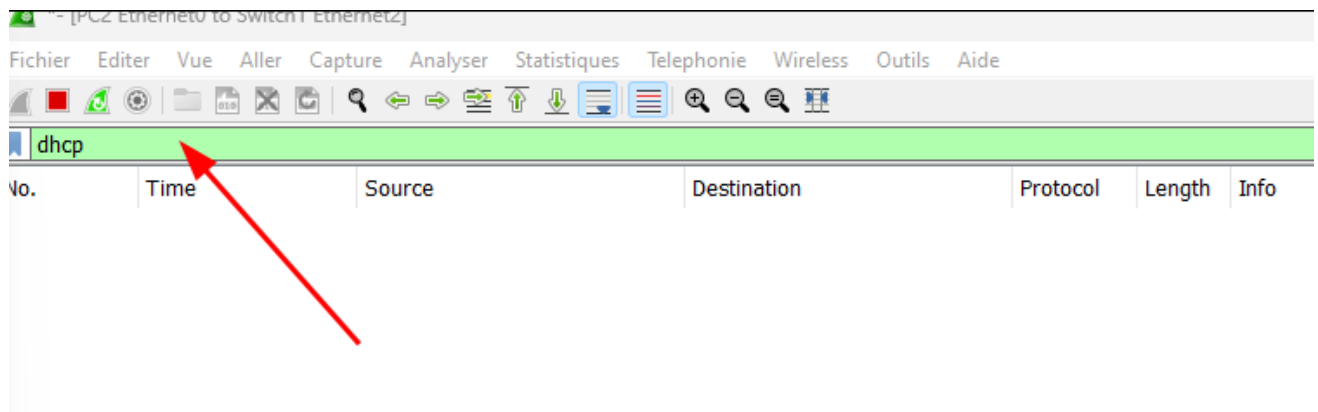 *- [PC2 Ethernet0 to Switch1 Ethernet2]
Fichier Editer Vue Aller Capture Analyser Statistiques Telephonie Wireless Outils Aide
dhcp
No. Time Source Destination Protocol Length Info